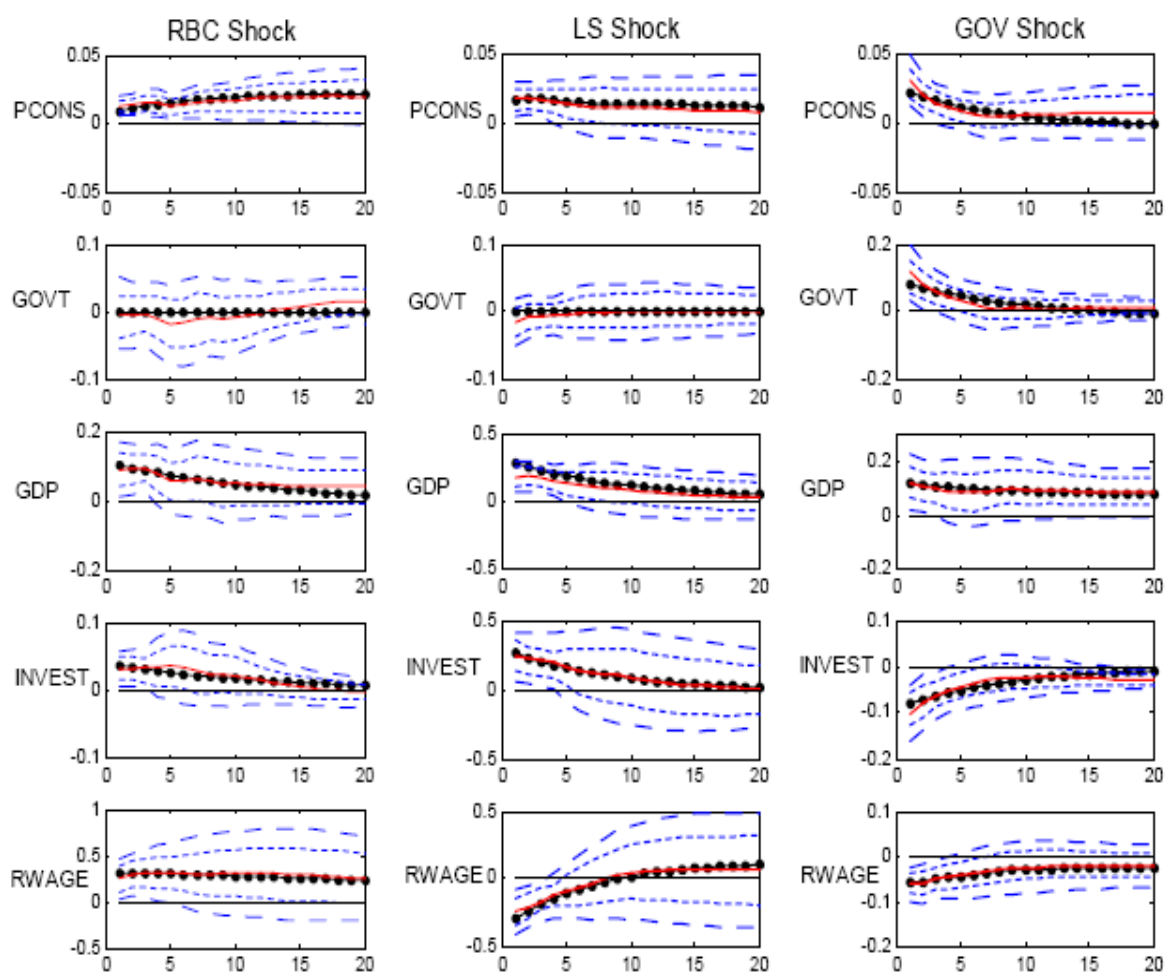 RBC Shock LS Shock GOV Shock
0.05 0.05 0.05
PCONS 0 PCONS 0 PCONS 0
-0.05 -0.05 -0.05
0 5 10 15 20 0 5 10 15 20 0 5 10 15 20
0.1 0.1 0.2
GOVT 0 GOVT 0 GOVT 0
-0.1 -0.1 -0.2
0 5 10 15 20 0 5 10 15 20 0 5 10 15 20
0.2 0.5 0.2
GDP 0 GDP 0 GDP 0
-0.2 -0.5 -0.2
0 5 10 15 20 0 5 10 15 20 0 5 10 15 20
0.1 0.5 0.1
INVEST 0 INVEST 0 INVEST 0
-0.1
-0.1 -0.5 -0.2
0 5 10 15 20 0 5 10 15 20 0 5 10 15 20
1 0.5 0.1
0.5 0
RWAGE 0 RWAGE 0 RWAGE -0.1
-0.5 -0.5 -0.2
0 5 10 15 20 0 5 10 15 20 0 5 10 15 20